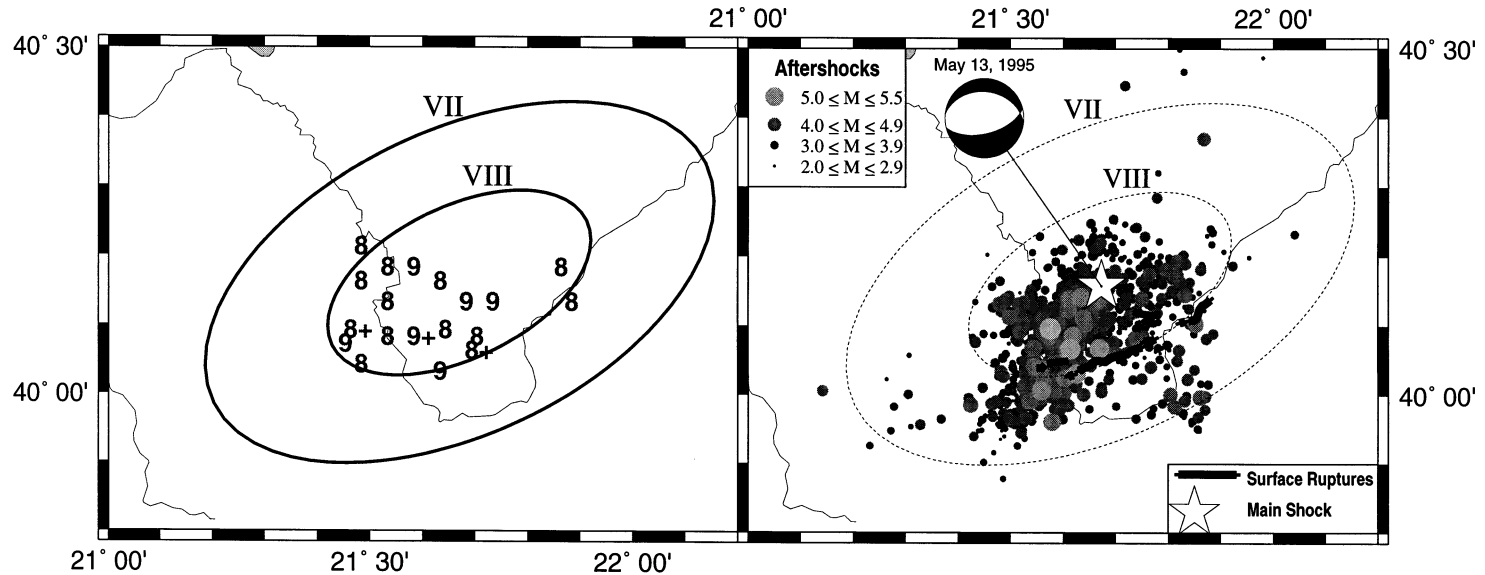 21° 00' 21° 30' 22° 00'
40° 30'
VII
VIII
8
8 9 8
8 8
8 9 9 8
8+ 8 9+ 8 8
9 8+
8 9
40° 00'
21° 00' 21° 30' 22° 00'
Aftershocks
5.0 ≤ M ≤ 5.5
4.0 ≤ M ≤ 4.9
3.0 ≤ M ≤ 3.9
2.0 ≤ M ≤ 2.9
May 13, 1995
VII
VIII
40° 30'
40° 00'
Surface Ruptures
Main Shock